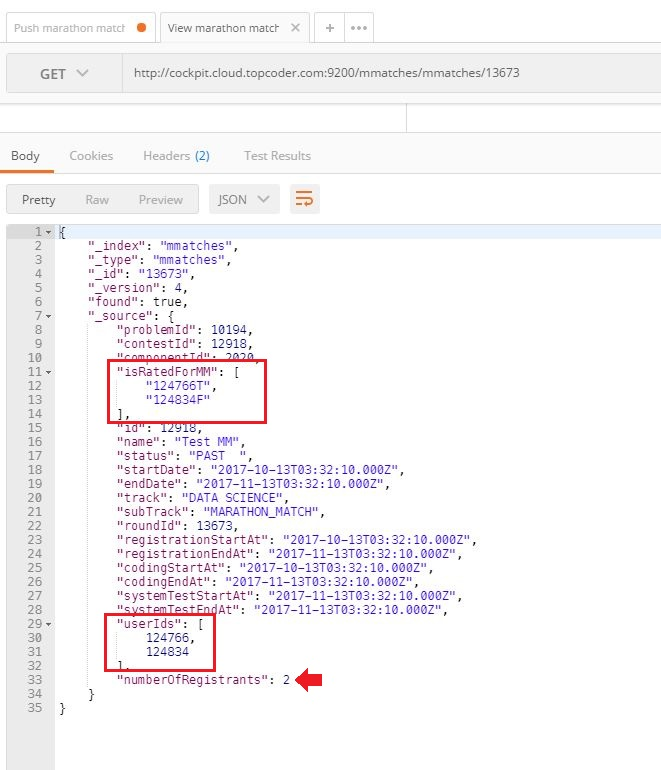 Push marathon matc
View marathon match
GET http://cockpit.cloud.topcoder.com:9200/mmatches/mmatches/13673
Body Cookies Headers (2) Test Results
Pretty Raw Preview JSON
1 {
2 "_index": "mmatches",
3 "_type": "mmatches",
4 "_id": "13673",
5 "_version": 4,
6 "found": true,
7 "_source": {
8 "problemId": 10194,
9 "contestId": 12918,
10 "componentId": 2020,
11 "isRatedForMM": [
12 "124766T",
13 "124834F"
14 ],
15 "id": 12918,
16 "name": "Test MM",
17 "status": "PAST  ",
18 "startDate": "2017-10-13T03:32:10.000Z",
19 "endDate": "2017-11-13T03:32:10.000Z",
20 "track": "DATA SCIENCE",
21 "subTrack": "MARATHON_MATCH",
22 "roundId": 13673,
23 "registrationStartAt": "2017-10-13T03:32:10.000Z",
24 "registrationEndAt": "2017-11-13T03:32:10.000Z",
25 "codingStartAt": "2017-10-13T03:32:10.000Z",
26 "codingEndAt": "2017-11-13T03:32:10.000Z",
27 "systemTestStartAt": "2017-11-13T03:32:10.000Z",
28 "systemTestEndAt": "2017-11-13T03:32:10.000Z",
29 "userIds": [
30 124766,
31 124834
32 ],
33 "numberOfRegistrants": 2
34 }
35 }